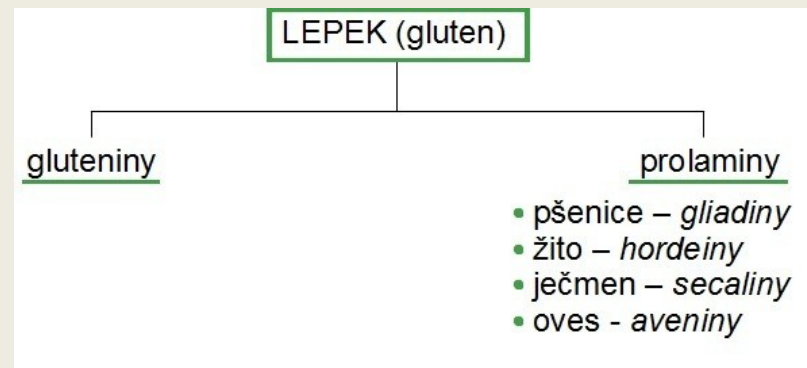 LEPEK (gluten)
gluteniny
prolaminy
• pšenice – gliadiny
• žito – hordeiny
• ječmen – secaliny
• oves - aveniny